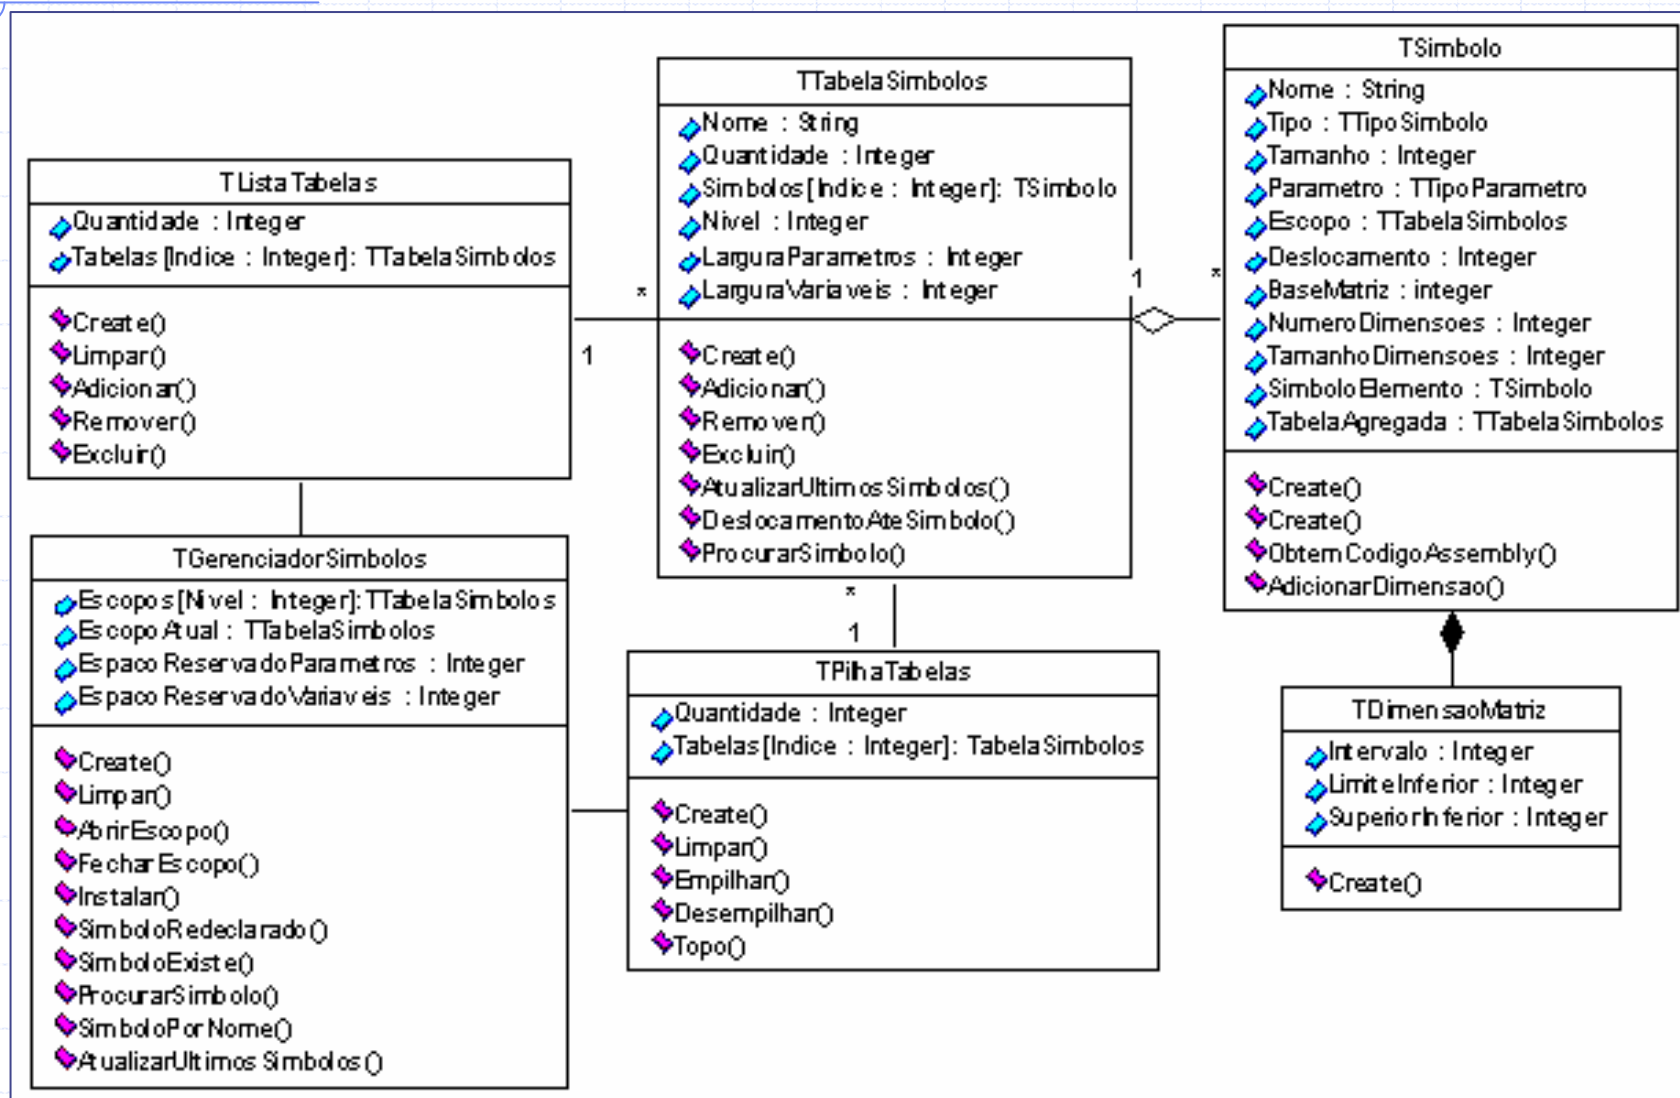 TListaTabelas
Quantidade : Integer
Tabelas [Indice : Integer]: TTabelaSimbolos
Create()
Limpar()
Adicionar()
Remover()
Excluir()
1
*
TTabelaSimbolos
Nome : String
Quantidade : Integer
Simbolos[Indice : Integer]: TSimbolo
Nivel : Integer
LarguraParametros : Integer
LarguraVariaveis : Integer
Create()
Adicionar()
Remover()
Excluir()
AtualizarUltimosSimbolos()
DeslocamentoAteSimbolo()
ProcurarSimbolo()
1
*
TSimbolo
Nome : String
Tipo : TTipoSimbolo
Tamanho : Integer
Parametro : TTipoParametro
Escopo : TTabelaSimbolos
Deslocamento : Integer
BaseMatriz : integer
NumeroDimensoes : Integer
TamanhoDimensoes : Integer
SimboloElemento : TSimbolo
TabelaAgregada : TTabelaSimbolos
Create()
Create()
ObtemCodigoAssembly()
AdicionarDimensao()
TGerenciadorSimbolos
Escopos[Nivel : Integer]:TTabelaSimbolos
EscopoAtual : TTabelaSimbolos
EspacoReservadoParametros : Integer
EspacoReservadoVariaveis : Integer
Create()
Limpar()
AbrirEscopo()
FecharEscopo()
Instalar()
SimboloRedeclarado()
SimboloExiste()
ProcurarSimbolo()
SimboloPorNome()
AtualizarUltimosSimbolos()
*
1
TPilhaTabelas
Quantidade : Integer
Tabelas[Indice : Integer]: TabelaSimbolos
Create()
Limpar()
Empilhar()
Desempilhar()
Topo()
TDimensaoMatriz
Intervalo : Integer
LimiteInferior : Integer
SuperiorInferior : Integer
Create()